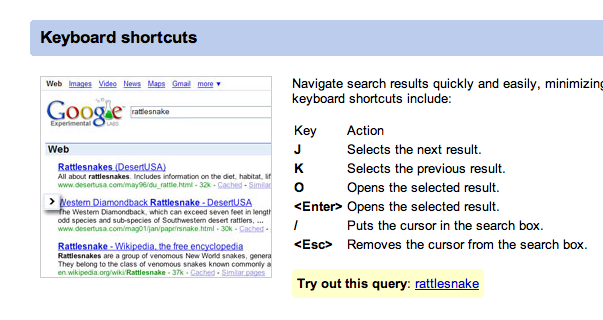 Keyboard shortcuts
Web Images Video News Maps Gmail more ▼
Google
Experimental LABS
rattlesnake
Web
Rattlesnakes (DesertUSA)
All about rattlesnakes. Includes information on the diet, habitat, lif
www.desertusa.com/may96/du_rattle.html - 32k - Cached - Similar
Western Diamondback Rattlesnake - DesertUSA
The Western Diamondback, which can exceed seven feet in length
odd species and sub-species of Southwestern desert rattlers,
www.desertusa.com/mag01/jan/papr/rsnake.html - 30k - Cached -
Rattlesnake - Wikipedia, the free encyclopedia
Rattlesnakes are a group of venomous New World snakes, genera
They belong to the class of venomous snakes known commonly a
en.wikipedia.org/wiki/Rattlesnake - 37k - Cached - Similar pages
Navigate search results quickly and easily, minimizing
keyboard shortcuts include:
Key Action
J Selects the next result.
K Selects the previous result.
O Opens the selected result.
<Enter> Opens the selected result.
/ Puts the cursor in the search box.
<Esc> Removes the cursor from the search box.
Try out this query: rattlesnake